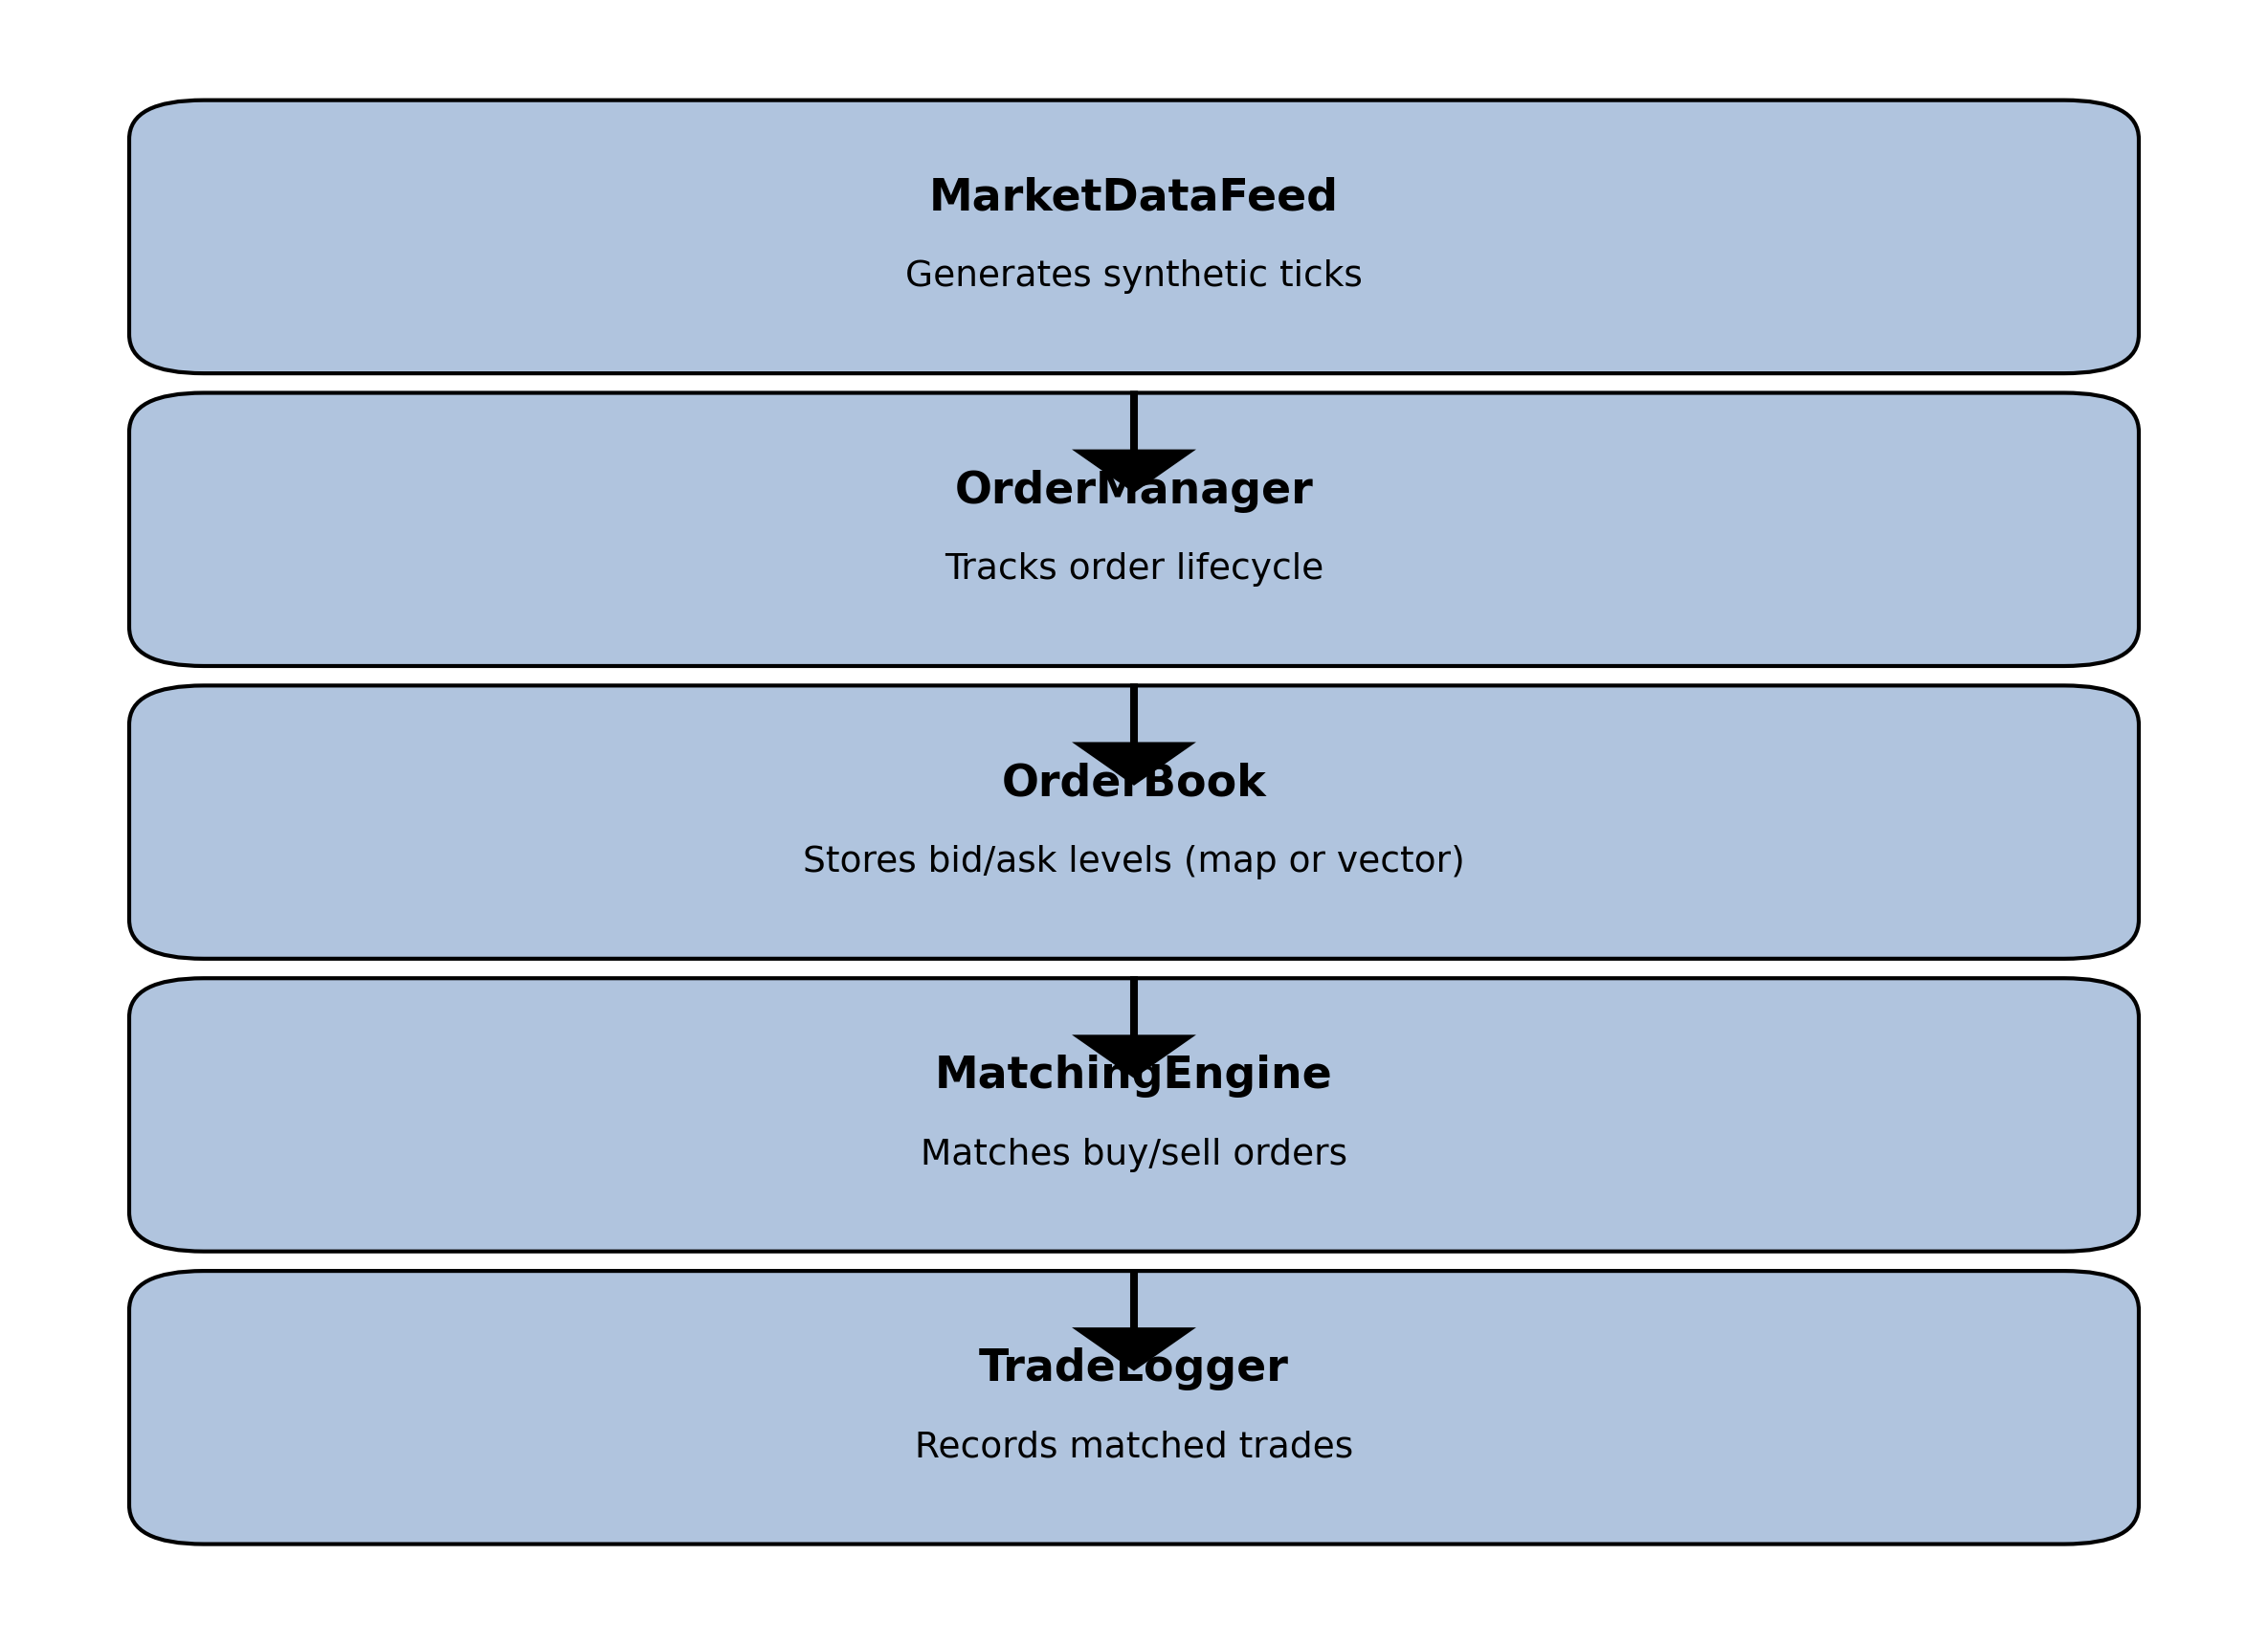 MarketDataFeed
Generates synthetic ticks
OrderManager
Tracks order lifecycle
OrderBook
Stores bid/ask levels (map or vector)
MatchingEngine
Matches buy/sell orders
TradeLogger
Records matched trades